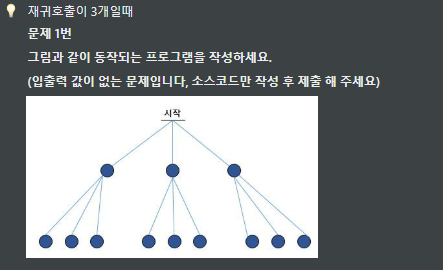 재귀호출이 3개일때
문제 1번
그림과 같이 동작되는 프로그램을 작성하세요.
(입출력 값이 없는 문제입니다, 소스코드만 작성 후 제출 해 주세요)
시작